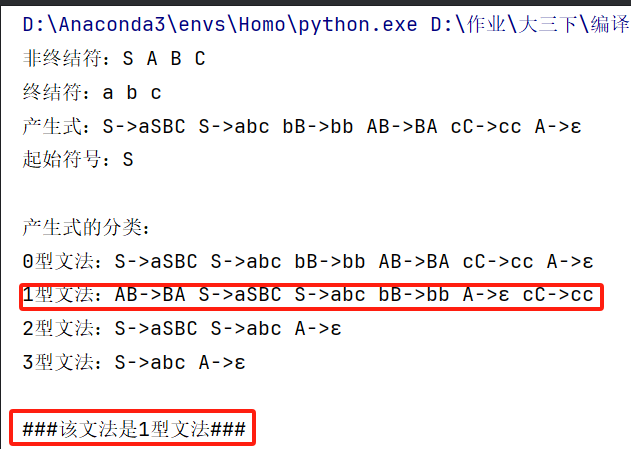 D:\Anaconda3\envs\Homo\python.exe D:\作业\大三下\编译
非终结符：S A B C
终结符：a b c
产生式：S->aSBC S->abc bB->bb AB->BA cC->cc A->ε
起始符号：S
产生式的分类：
0型文法：S->aSBC S->abc bB->bb AB->BA cC->cc A->ε
1型文法：AB->BA S->aSBC S->abc bB->bb A->ε cC->cc
2型文法：S->aSBC S->abc A->ε
3型文法：S->abc A->ε
###该文法是1型文法###